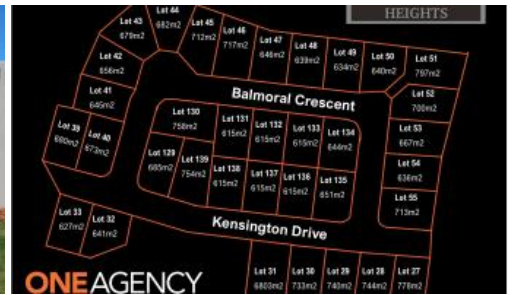 HEIGHTS
Lot 44
682m2
Lot 43
679m2
Lot 45
712m2
Lot 46
717m2
Lot 47
646m2
Lot 48
639m2
Lot 49
634m2
Lot 50
640m2
Lot 51
797m2
Lot 42
656m2
Lot 41
645m2
Lot 52
700m2
Balmoral Crescent
Lot 39
680m2
Lot 40
673m2
Lot 130
758m2
Lot 131
615m2
Lot 132
615m2
Lot 133
615m2
Lot 134
644m2
Lot 53
667m2
Lot 129
685m2
Lot 139
754m2
Lot 138
615m2
Lot 137
615m2
Lot 136
615m2
Lot 135
651m2
Lot 54
636m2
Lot 55
713m2
Lot 33
627m2
Lot 32
641m2
Kensington Drive
Lot 31
6803m2
Lot 30
733m2
Lot 29
740m2
Lot 28
744m2
Lot 27
778m2
ONE AGENCY